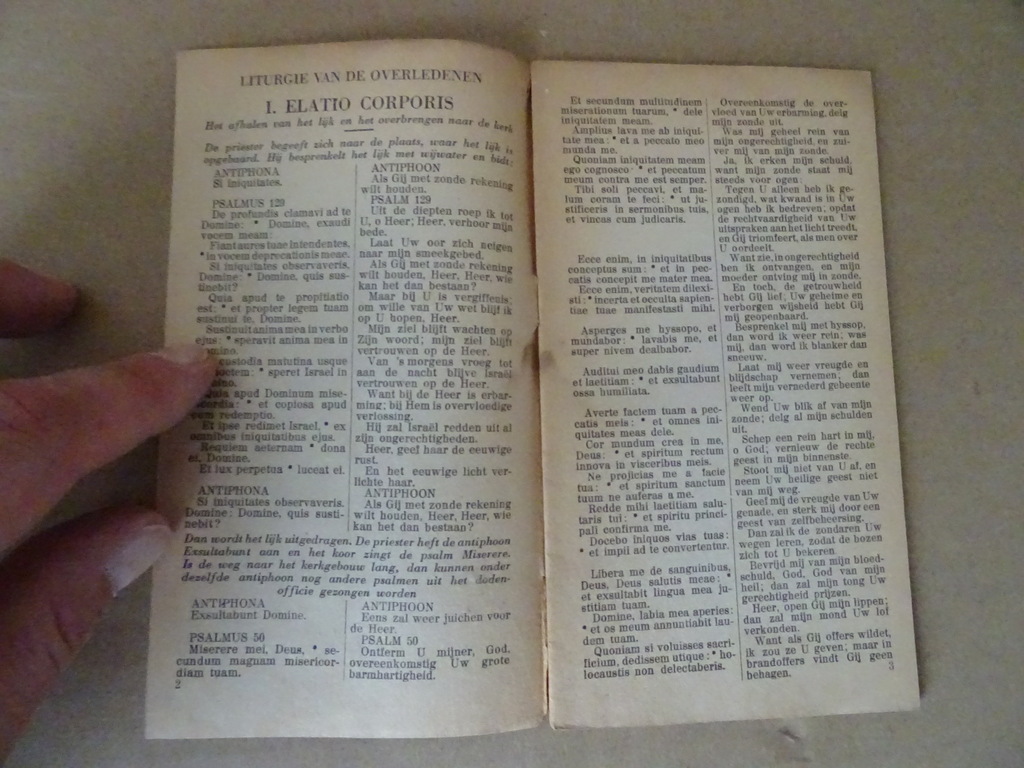 LITURGIE VAN DE OVERLEDENEN
I. ELATIO CORPORIS
Het afhalen van het lijk en het overbrengen naar de kerk
De priester begeeft zich naar de plaats, waar het lijk is
opgebaard. Hij besprenkelt het lijk met wijwater en bidt:
ANTIPHONA
Si iniquitates.
PSALMUS 129
De profundis clamavi ad te
Domine: * Domine, exaudi
vocem meam:
Fiant aures tuae intendentes,
* in vocem deprecationis meae.
Si iniquitates observaveris,
Domine: * Domine, quis sus-
tinebit?
Quia apud te propitiatio
est: * et propter legem tuam
sustinui te, Domine.
Sustinuit anima mea in verbo
ejus: * speravit anima mea in
mino.
custodia matutina usque
noctem: * speret Israel in
ino.
Quia apud Dominum mise-
cordia: * et copiosa apud
eum redemptio.
Et ipse redimet Israel, * ex
omnibus iniquitatibus ejus.
Requiem aeternam * dona
ei, Domine.
Et lux perpetua * luceat ei.
ANTIPHONA
Si iniquitates observaveris.
Domine: Domine, quis susti-
nebit?
ANTIPHOON
Als Gij met zonde rekening
wilt houden.
PSALM 129
Uit de diepten roep ik tot
U, o Heer; Heer, verhoor mijn
bede.
Laat Uw oor zich neigen
naar mijn smeekgebed.
Als Gij met zonde rekening
wilt houden, Heer, Heer, wie
kan het dan bestaan?
Maar bij U is vergiffenis;
om wille van Uw wet blijf ik
op U hopen, Heer.
Mijn ziel blijft wachten op
Zijn woord; mijn ziel blijft
vertrouwen op de Heer.
Van 's morgens vroeg tot
aan de nacht blijve Israël
vertrouwen op de Heer.
Want bij de Heer is erbar-
ming; bij Hem is overvloedige
verlossing.
Hij zal Israël redden uit al
zijn ongerechtigheden.
Heer, geef haar de eeuwige
rust.
En het eeuwige licht ver-
lichte haar.
ANTIPHOON
Als Gij met zonde rekening
wilt houden, Heer, Heer, wie
kan het dan bestaan?
Dan wordt het lijk uitgedragen. De priester heft de antiphoon
Exsultabunt aan en het koor zingt de psalm Miserere.
Is de weg naar het kerkgebouw lang, dan kunnen onder
dezelfde antiphoon nog andere psalmen uit het doden-
officie gezongen worden
ANTIPHONA
Exsultabunt Domine.
PSALMUS 50
Miserere mei, Deus, * se-
cundum magnam misericor-
diam tuam.
ANTIPHOON
Eens zal weer juichen voor
de Heer.
PSALM 50
Ontferm U mijner, God,
overeenkomstig Uw grote
barmhartigheid.
2
Et secundum multitudinem
miserationum tuarum, * dele
iniquitatem meam.
Amplius lava me ab iniqui-
tate mea: * et a peccato meo
munda me.
Quoniam iniquitatem meam
ego cognosco: * et peccatum
meum contra me est semper.
Tibi soli peccavi, et ma-
lum coram te feci: * ut ju-
stificeris in sermonibus tuis,
et vincas cum judicaris.
Ecce enim, in iniquitatibus
conceptus sum: * et in pec-
catis concepit me mater mea.
Ecce enim, veritatem dilexi-
sti: * incerta et occulta sapien-
tiae tuae manifestasti mihi.
Asperges me hyssopo, et
mundabor: * lavabis me, et
super nivem dealbabor.
Auditui meo dabis gaudium
et laetitiam: * et exsultabunt
ossa humiliata.
Averte faciem tuam a pec-
catis meis: * et omnes ini-
quitates meas dele.
Cor mundum crea in me,
Deus: * et spiritum rectum
innova in visceribus meis.
Ne projicias me a facie
tua: * et spiritum sanctum
tuum ne auferas a me.
Redde mihi laetitiam salu-
taris tui: * et spiritu princi-
pali confirma me.
Docebo iniquos vias tuas:
* et impii ad te convertentur.
Libera me de sanguinibus,
Deus, Deus salutis meae: *
et exsultabit lingua mea ju-
stitiam tuam.
Domine, labia mea aperies:
* et os meum annuntiabit lau-
dem tuam.
Quoniam si voluisses sacri-
ficium, dedissem utique: * ho-
locaustis non delectaberis.
Overeenkomstig de over-
vloed van Uw erbarming, delg
mijn zonde uit.
Was mij geheel rein van
mijn ongerechtigheid, en zui-
ver mij van mijn zonde.
Ja, ik erken mijn schuld,
want mijn zonde staat mij
steeds voor ogen:
Tegen U alleen heb ik ge-
zondigd, wat kwaad is in Uw
ogen heb ik bedreven; opdat
de rechtvaardigheid van Uw
uitspraken aan het licht treedt,
en Gij triomfeert, als men over
U oordeelt.
Want zie, in ongerechtigheid
ben ik ontvangen, en mijn
moeder ontving mij in zonde.
En toch, de getrouwheid
hebt Gij lief; Uw geheime en
verborgen wijsheid hebt Gij
mij geopenbaard.
Besprenkel mij met hyssop,
dan word ik weer rein; was
mij, dan word ik blanker dan
sneeuw.
Laat mij weer vreugde en
blijdschap vernemen, dan
leeft mijn vernederd gebeente
weer op.
Wend Uw blik af van mijn
zonde; delg al mijn schulden
uit.
Schep een rein hart in mij,
o God; vernieuw de rechte
geest in mijn binnenste.
Stoot mij niet van U af, en
neem Uw heilige geest niet
van mij weg.
Geef mij de vreugde van Uw
genade, en sterk mij door een
geest van zelfbeheersing.
Dan zal ik de zondaren Uw
wegen leren, zodat de bozen
zich tot U bekeren.
Bevrijd mij van mijn bloed-
schuld, God, God van mijn
heil; dan zal mijn tong Uw
gerechtigheid prijzen.
Heer, open Gij mijn lippen;
dan zal mijn mond Uw lof
verkonden.
Want als Gij offers wildet,
ik zou ze U geven; maar in
brandoffers vindt Gij geen
behagen.
3